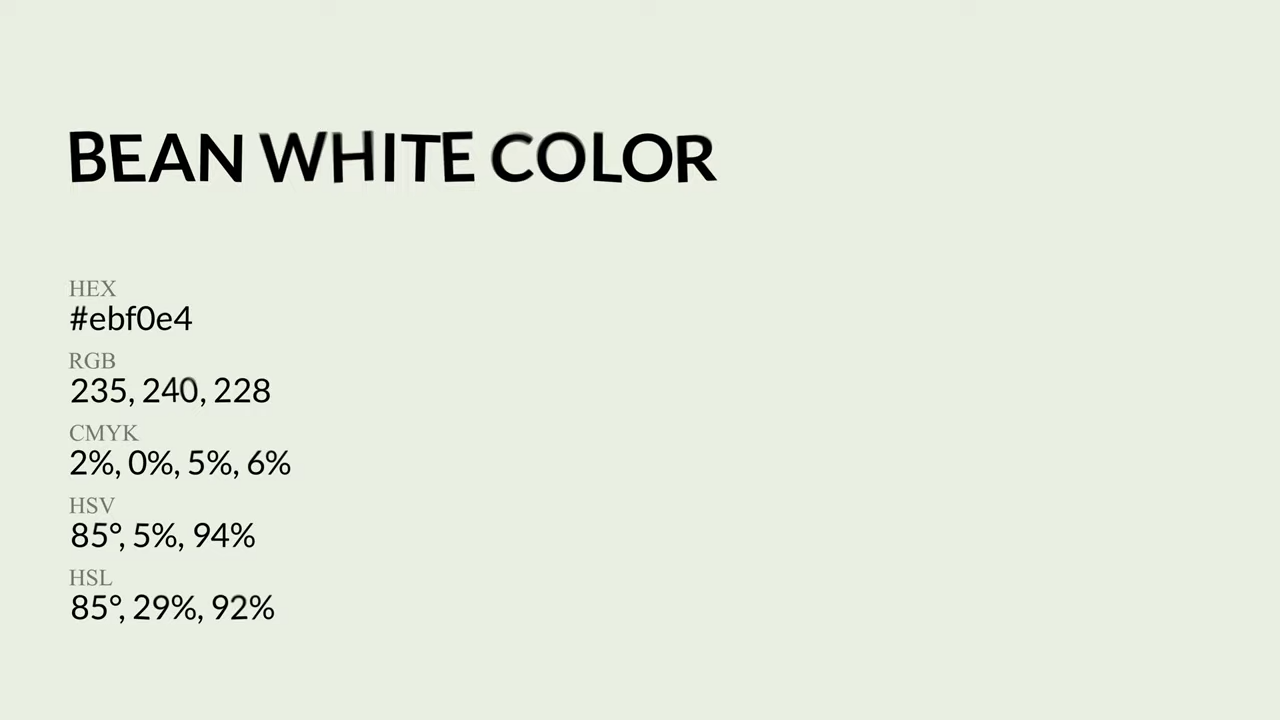 BEAN WHITE COLOR
HEX
#ebf0e4
RGB
235, 240, 228
CMYK
2%, 0%, 5%, 6%
HSV
85°, 5%, 94%
HSL
85°, 29%, 92%